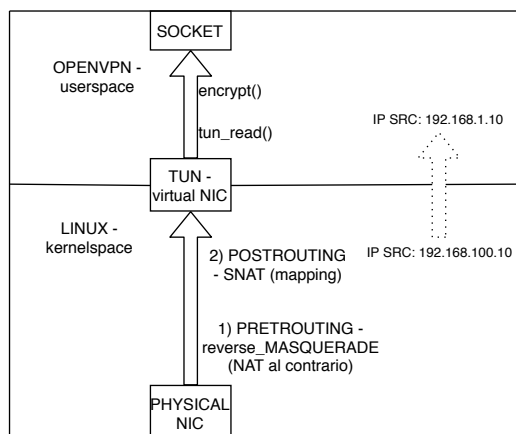 SOCKET
OPENVPN -
userspace
encrypt()
tun_read()
IP SRC: 192.168.1.10
TUN -
virtual NIC
LINUX -
kernelspace
2) POSTROUTING
- SNAT (mapping)
IP SRC: 192.168.100.10
1) PRETROUTING -
reverse_MASQUERADE
(NAT al contrario)
PHYSICAL
NIC